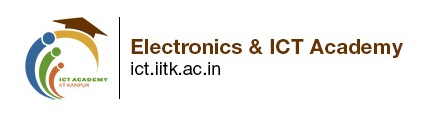 Electronics & ICT Academy
ict.iitk.ac.in
ICT ACADEMY
IIT KANPUR